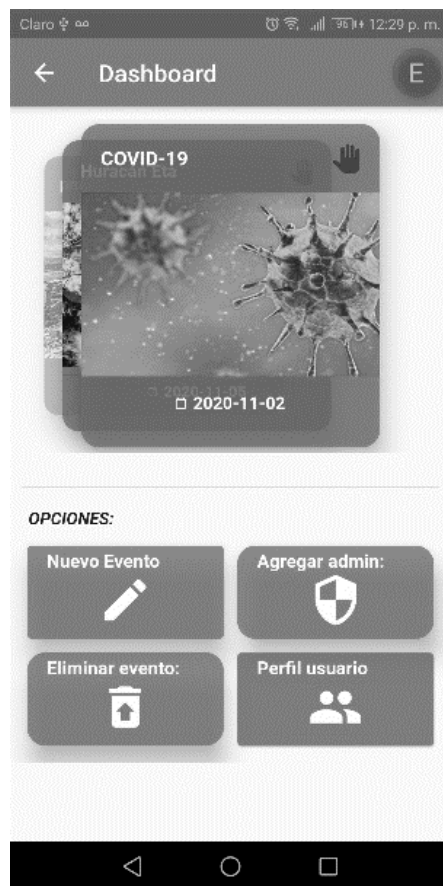 Claro
96 12:29 p. m.
Dashboard
E
COVID-19
Huracán Eta
2020-11-05
2020-11-02
OPCIONES:
Nuevo Evento
Agregar admin:
Eliminar evento:
Perfil usuario